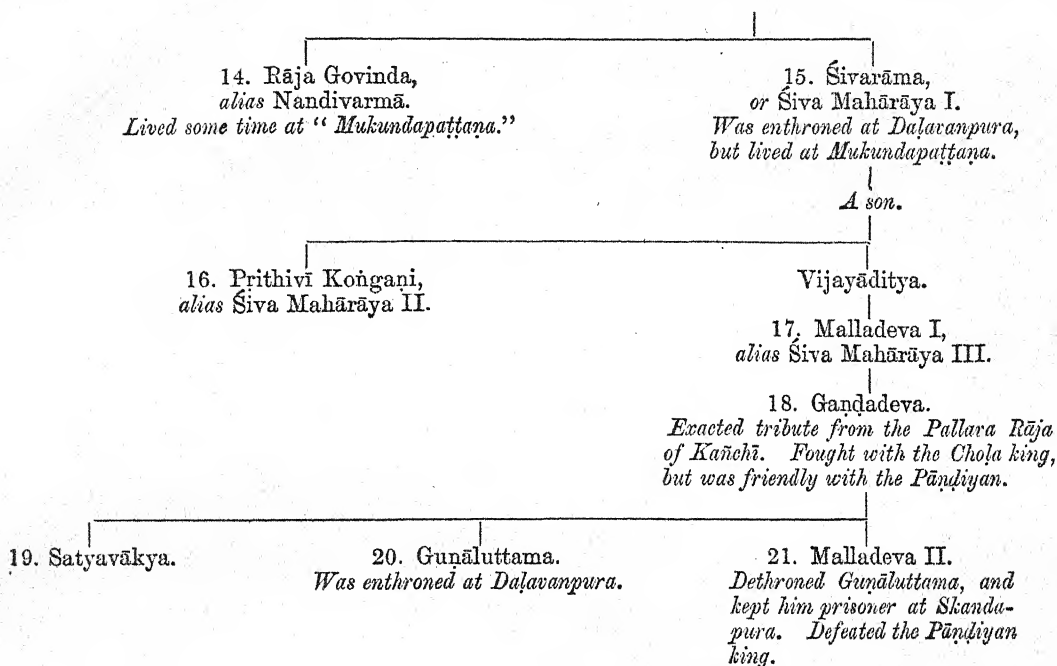 14. Rāja Govinda,
alias Nandivarmā.
Lived some time at “ Mukundapaṭṭaṇa.”
15. Śivarāma,
or Śiva Mahārāya I.
Was enthroned at Daḷavanpura,
but lived at Mukundapaṭṭaṇa.
A son.
16. Prithivī Koṅgaṇi,
alias Śiva Mahārāya II.
Vijayāditya.
17. Malladeva I,
alias Śiva Mahārāya III.
18. Gaṇḍadeva.
Exacted tribute from the Pallara Rāja
of Kañchī. Fought with the Choḷa king,
but was friendly with the Pāṇḍiyan.
19. Satyavākya.
20. Guṇāluttama.
Was enthroned at Daḷavanpura.
21. Malladeva II.
Dethroned Guṇāluttama, and
kept him prisoner at Skanda-
pura. Defeated the Pāṇḍiyan
king.